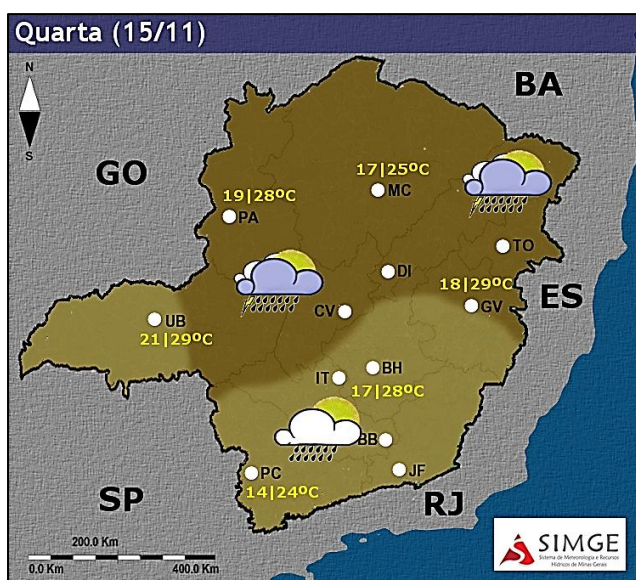 Quarta (15/11)
N
S
BA
GO
17|25ºC
MC
19|28ºC
PA
TO
DI
18|29ºC
GV
ES
CV
UB
21|29ºC
BH
IT
17|28ºC
BB
PC
JF
14|24ºC
SP
RJ
200.0 Km
0,0 Km
400.0 Km
SIMGE
Sistema de Meteorologia e Recursos
Hídricos de Minas Gerais